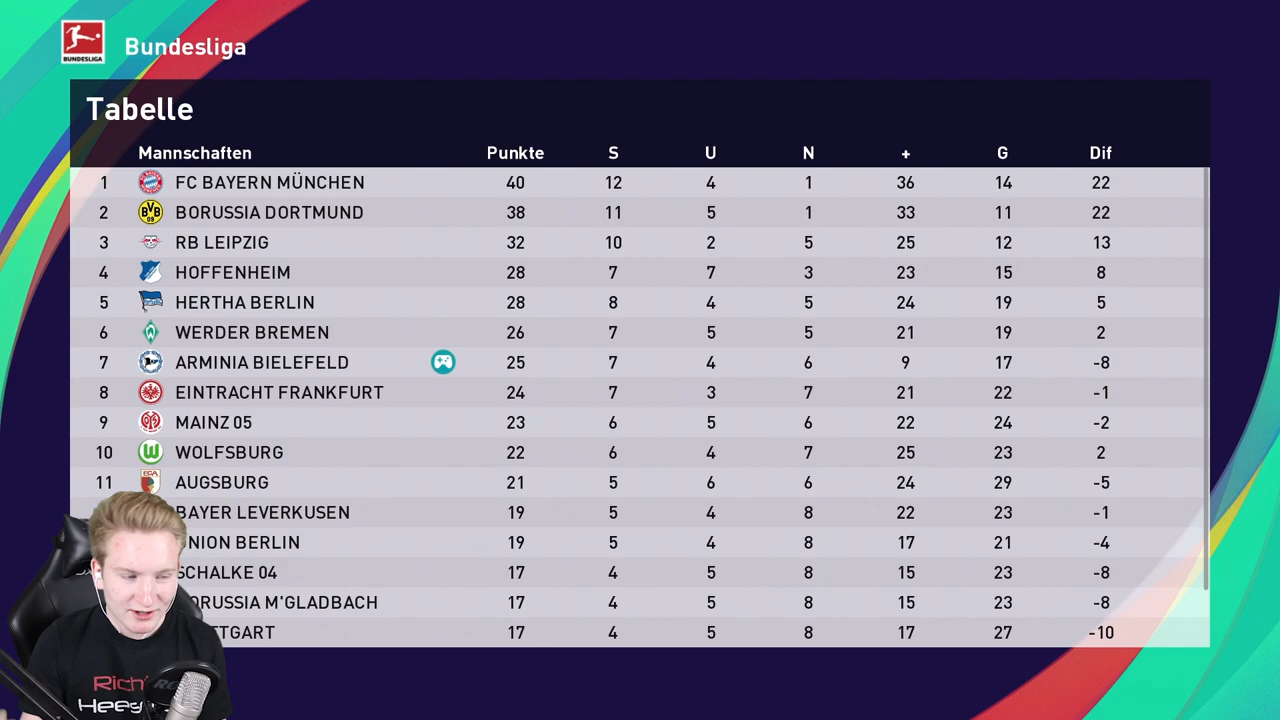 BUNDESLIGA
Bundesliga
Tabelle
Mannschaften Punkte S U N + G Dif
1 FC BAYERN MÜNCHEN 40 12 4 1 36 14 22
2 BVB 09 BORUSSIA DORTMUND 38 11 5 1 33 11 22
3 RB LEIPZIG 32 10 2 5 25 12 13
4 HOFFENHEIM 28 7 7 3 23 15 8
5 HERTHA BERLIN 28 8 4 5 24 19 5
6 WERDER BREMEN 26 7 5 5 21 19 2
7 ARMINIA BIELEFELD 25 7 4 6 9 17 -8
8 EINTRACHT FRANKFURT 24 7 3 7 21 22 -1
9 MAINZ 05 23 6 5 6 22 24 -2
10 WOLFSBURG 22 6 4 7 25 23 2
11 FCA AUGSBURG 21 5 6 6 24 29 -5
BAYER LEVERKUSEN 19 5 4 8 22 23 -1
UNION BERLIN 19 5 4 8 17 21 -4
SCHALKE 04 17 4 5 8 15 23 -8
ORUSSIA M'GLADBACH 17 4 5 8 15 23 -8
TTGART 17 4 5 8 17 27 -10
Rich